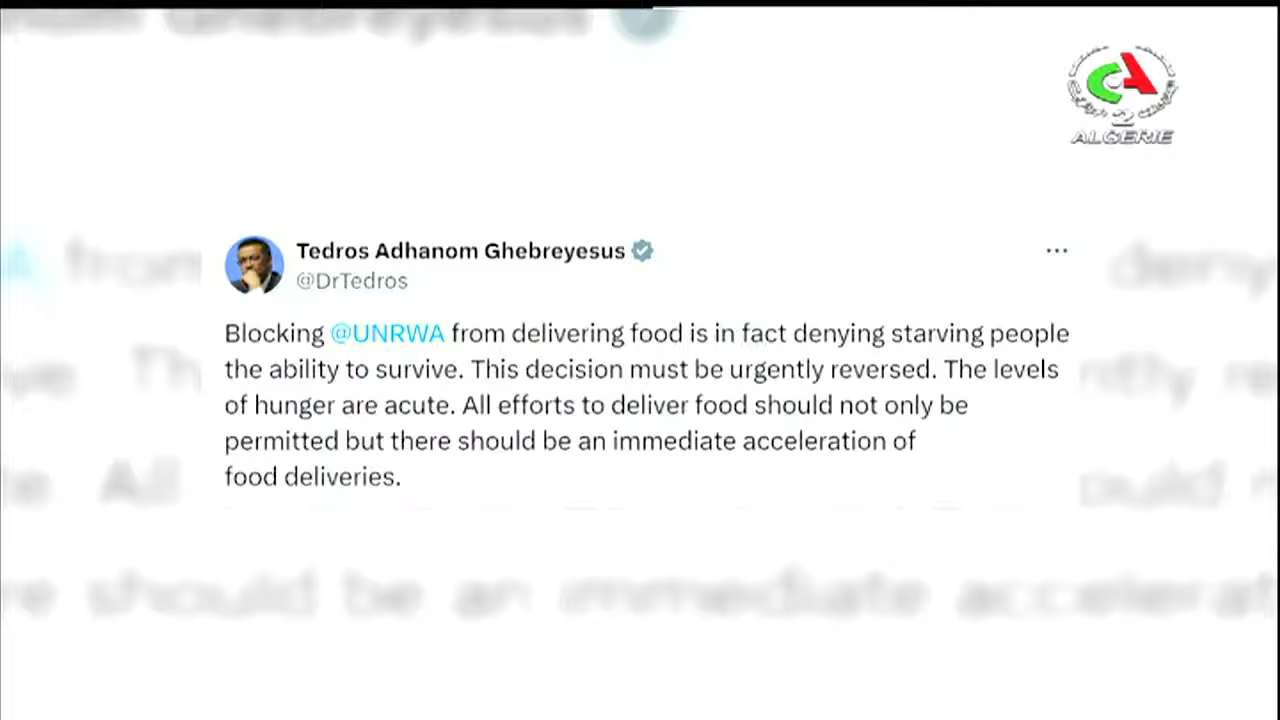 ALGERIE
Tedros Adhanom Ghebreyesus
@DrTedros
Blocking @UNRWA from delivering food is in fact denying starving people
the ability to survive. This decision must be urgently reversed. The levels
of hunger are acute. All efforts to deliver food should not only be
permitted but there should be an immediate acceleration of
food deliveries.